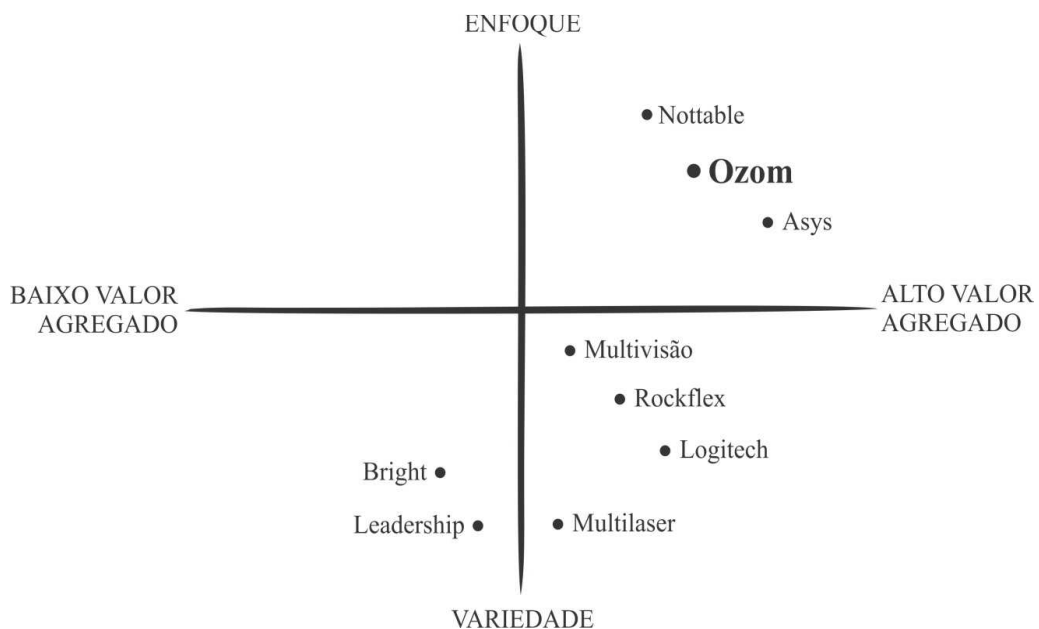 ENFOQUE
Nottable
Ozom
Asys
BAIXO VALOR
AGREGADO
ALTO VALOR
AGREGADO
Multivisão
Rockflex
Logitech
Bright
Leadership
Multilaser
VARIEDADE